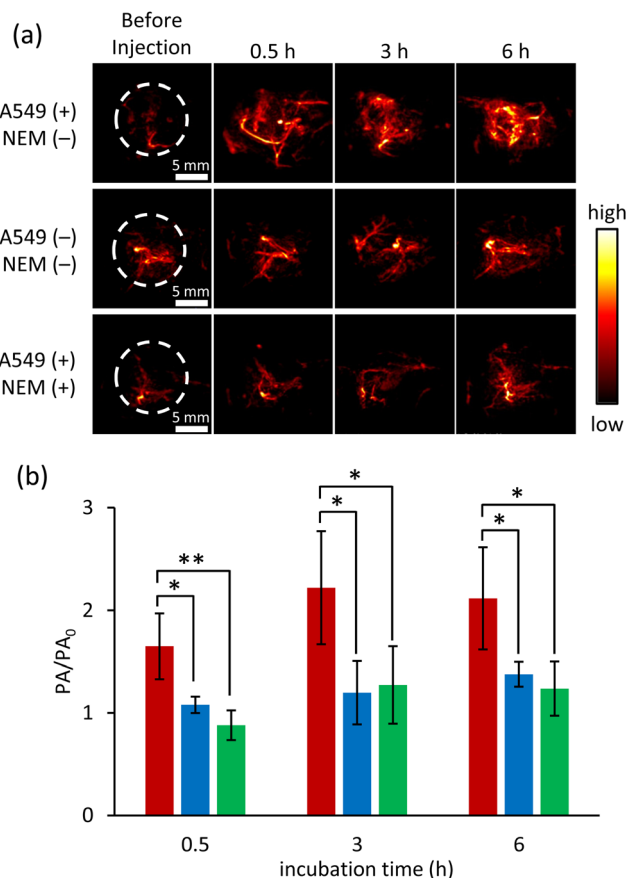 (a)
Before
Injection
0.5 h
3 h
6 h
A549 (+)
NEM (–)
5 mm
A549 (–)
NEM (–)
5 mm
A549 (+)
NEM (+)
5 mm
high
low
(b)
PA/PA₀
3
2
1
0
**
*
*
*
*
*
0.5
3
6
incubation time (h)